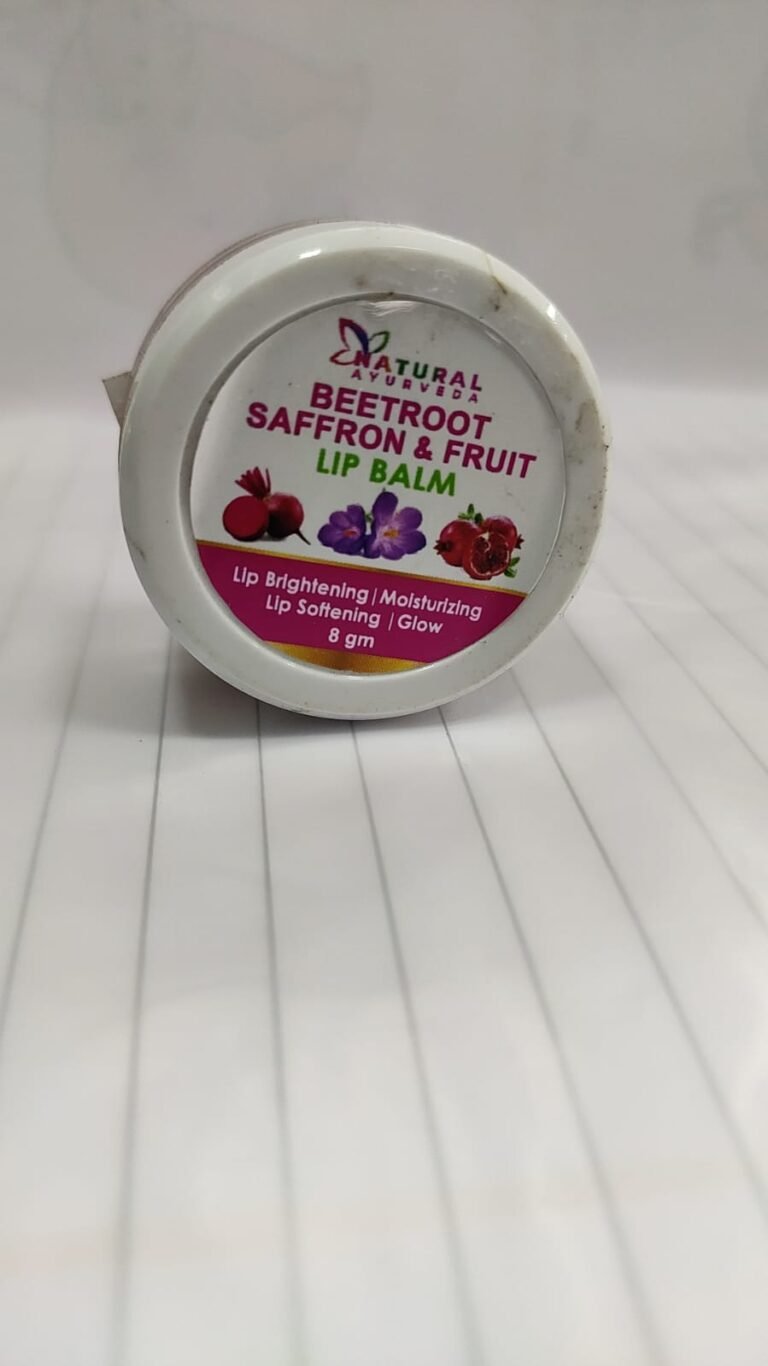 NATURAL
AYURVEDA
BEETROOT
SAFFRON & FRUIT
LIP BALM
Lip Brightening | Moisturizing
Lip Softening | Glow
8 gm